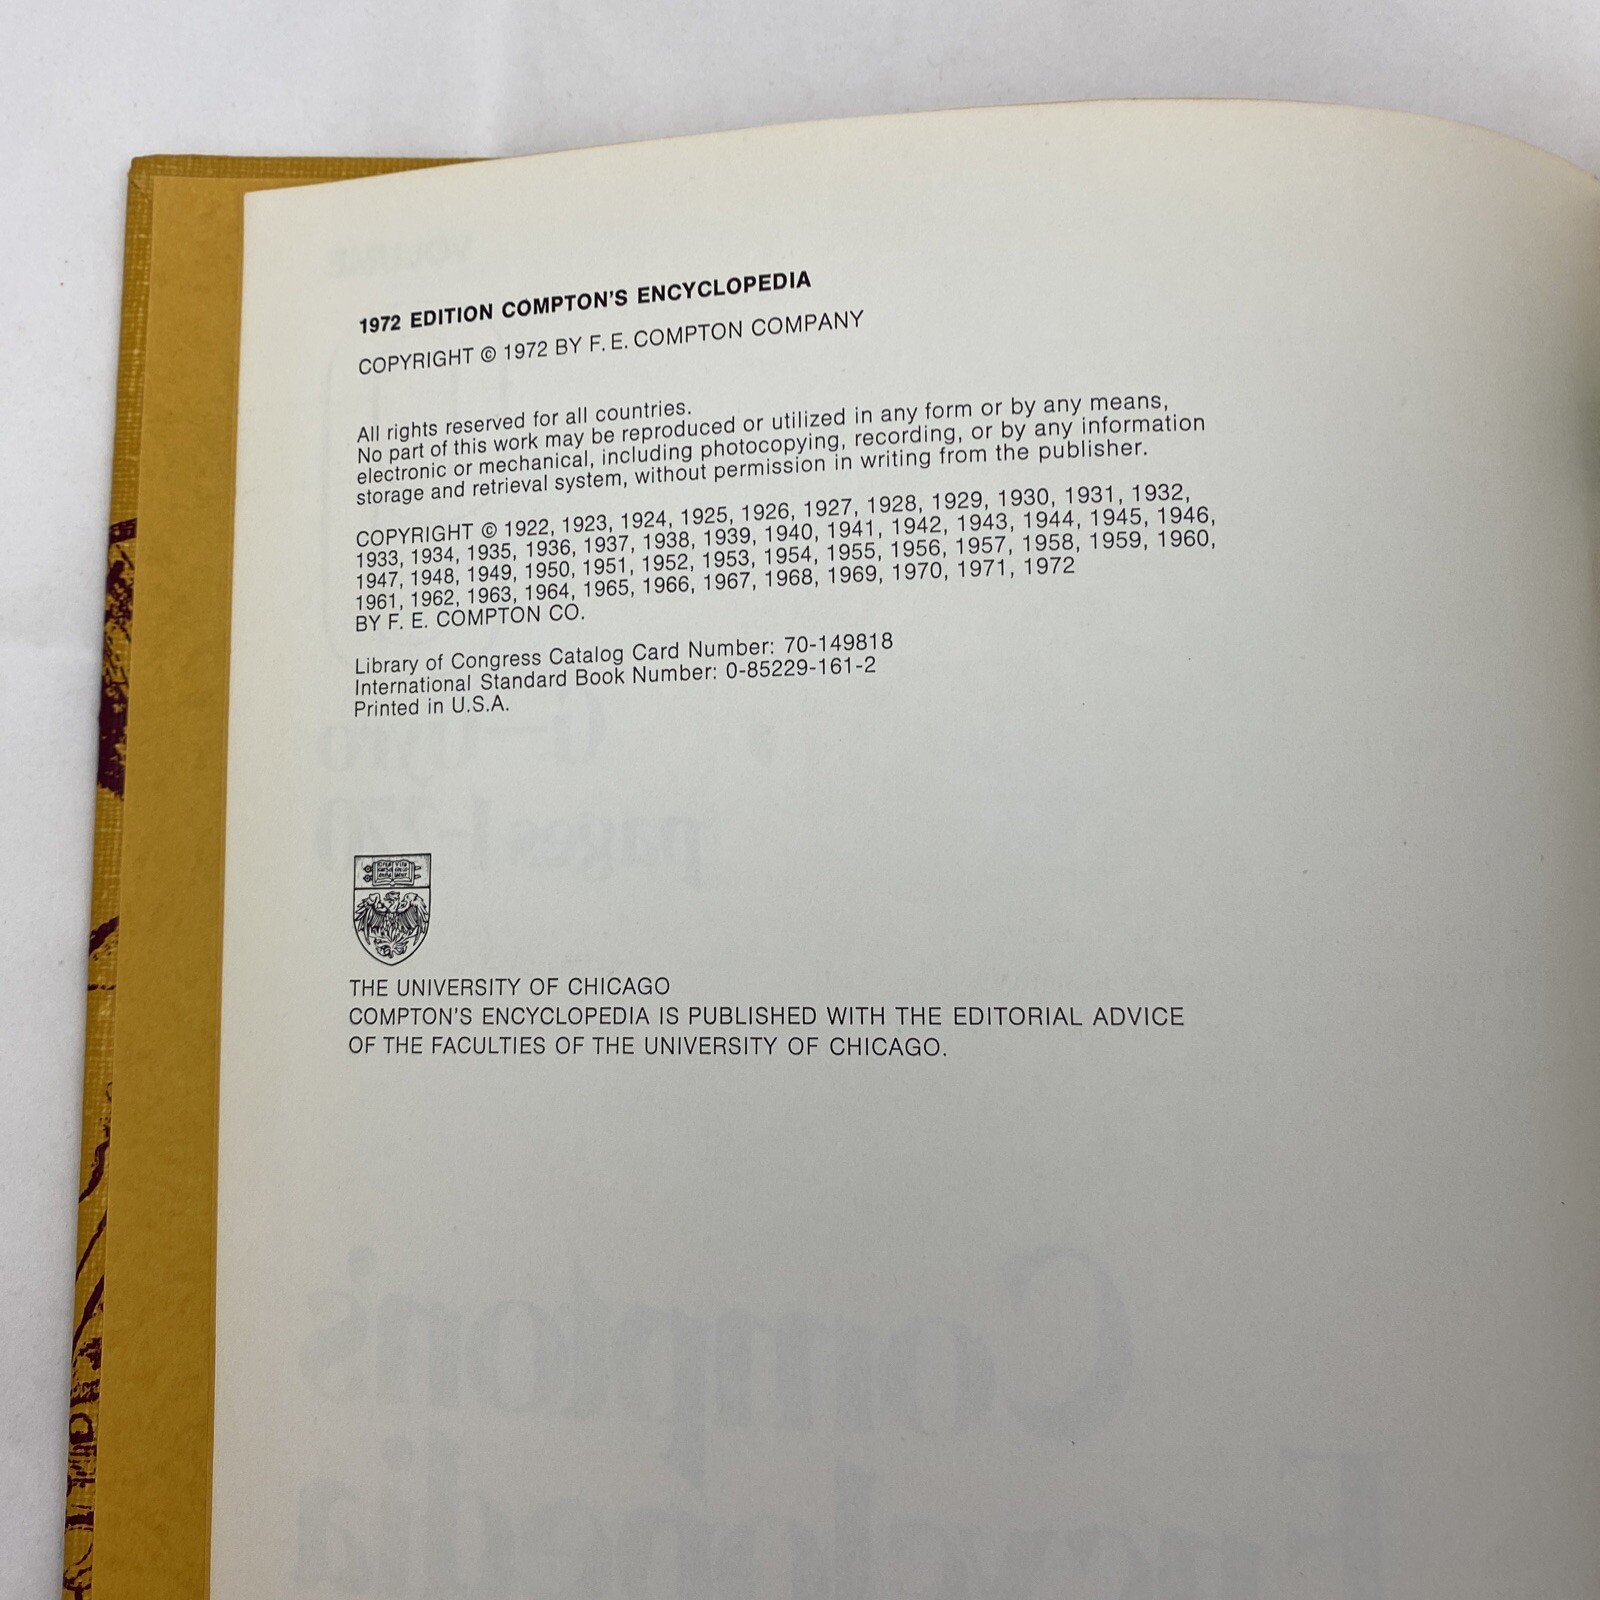 1972 EDITION COMPTON'S ENCYCLOPEDIA
COPYRIGHT © 1972 BY F. E. COMPTON COMPANY
All rights reserved for all countries.
No part of this work may be reproduced or utilized in any form or by any means,
electronic or mechanical, including photocopying, recording, or by any information
storage and retrieval system, without permission in writing from the publisher.
COPYRIGHT © 1922, 1923, 1924, 1925, 1926, 1927, 1928, 1929, 1930, 1931, 1932,
1933, 1934, 1935, 1936, 1937, 1938, 1939, 1940, 1941, 1942, 1943, 1944, 1945, 1946,
1947, 1948, 1949, 1950, 1951, 1952, 1953, 1954, 1955, 1956, 1957, 1958, 1959, 1960,
1961, 1962, 1963, 1964, 1965, 1966, 1967, 1968, 1969, 1970, 1971, 1972
BY F. E. COMPTON CO.
Library of Congress Catalog Card Number: 70-149818
International Standard Book Number: 0-85229-161-2
Printed in U.S.A.
THE UNIVERSITY OF CHICAGO
COMPTON'S ENCYCLOPEDIA IS PUBLISHED WITH THE EDITORIAL ADVICE
OF THE FACULTIES OF THE UNIVERSITY OF CHICAGO.